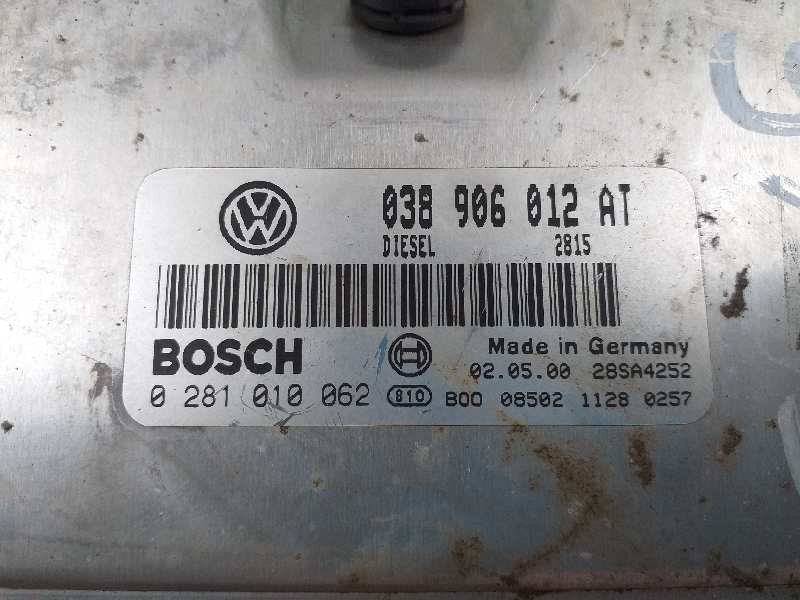 038 906 012 AT
DIESEL 2815
BOSCH
Made in Germany
02.05.00 28SA4252
0 281 010 062 810 B00 08502 1128 0257